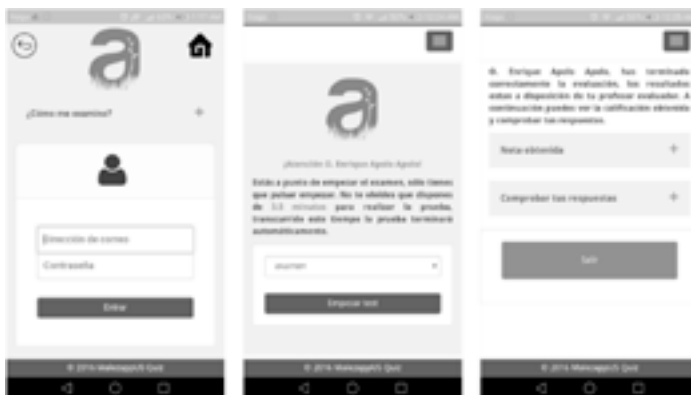 ¿Cómo me examino?
Dirección de correo
Contraseña
Entrar
© 2016 MakeappUS Quiz
¡Atención D. Enrique Apolo Apolo!
Estás a punto de empezar el examen, sólo tienes
que pulsar empezar. No te olvides que dispones
de minutos para realizar la prueba,
transcurrido este tiempo la prueba terminará
automáticamente.
examen
Empezar test
© 2016 MakeappUS Quiz
D. Enrique Apolo Apolo, has terminado
correctamente la evaluación, los resultados
estan a disposición de tu profesor evaluador. A
continuación puedes ver la calificación obtenida
y comprobar tus respuestas.
Nota obtenida
Comprobar tus respuestas
Salir
© 2016 MakeappUS Quiz